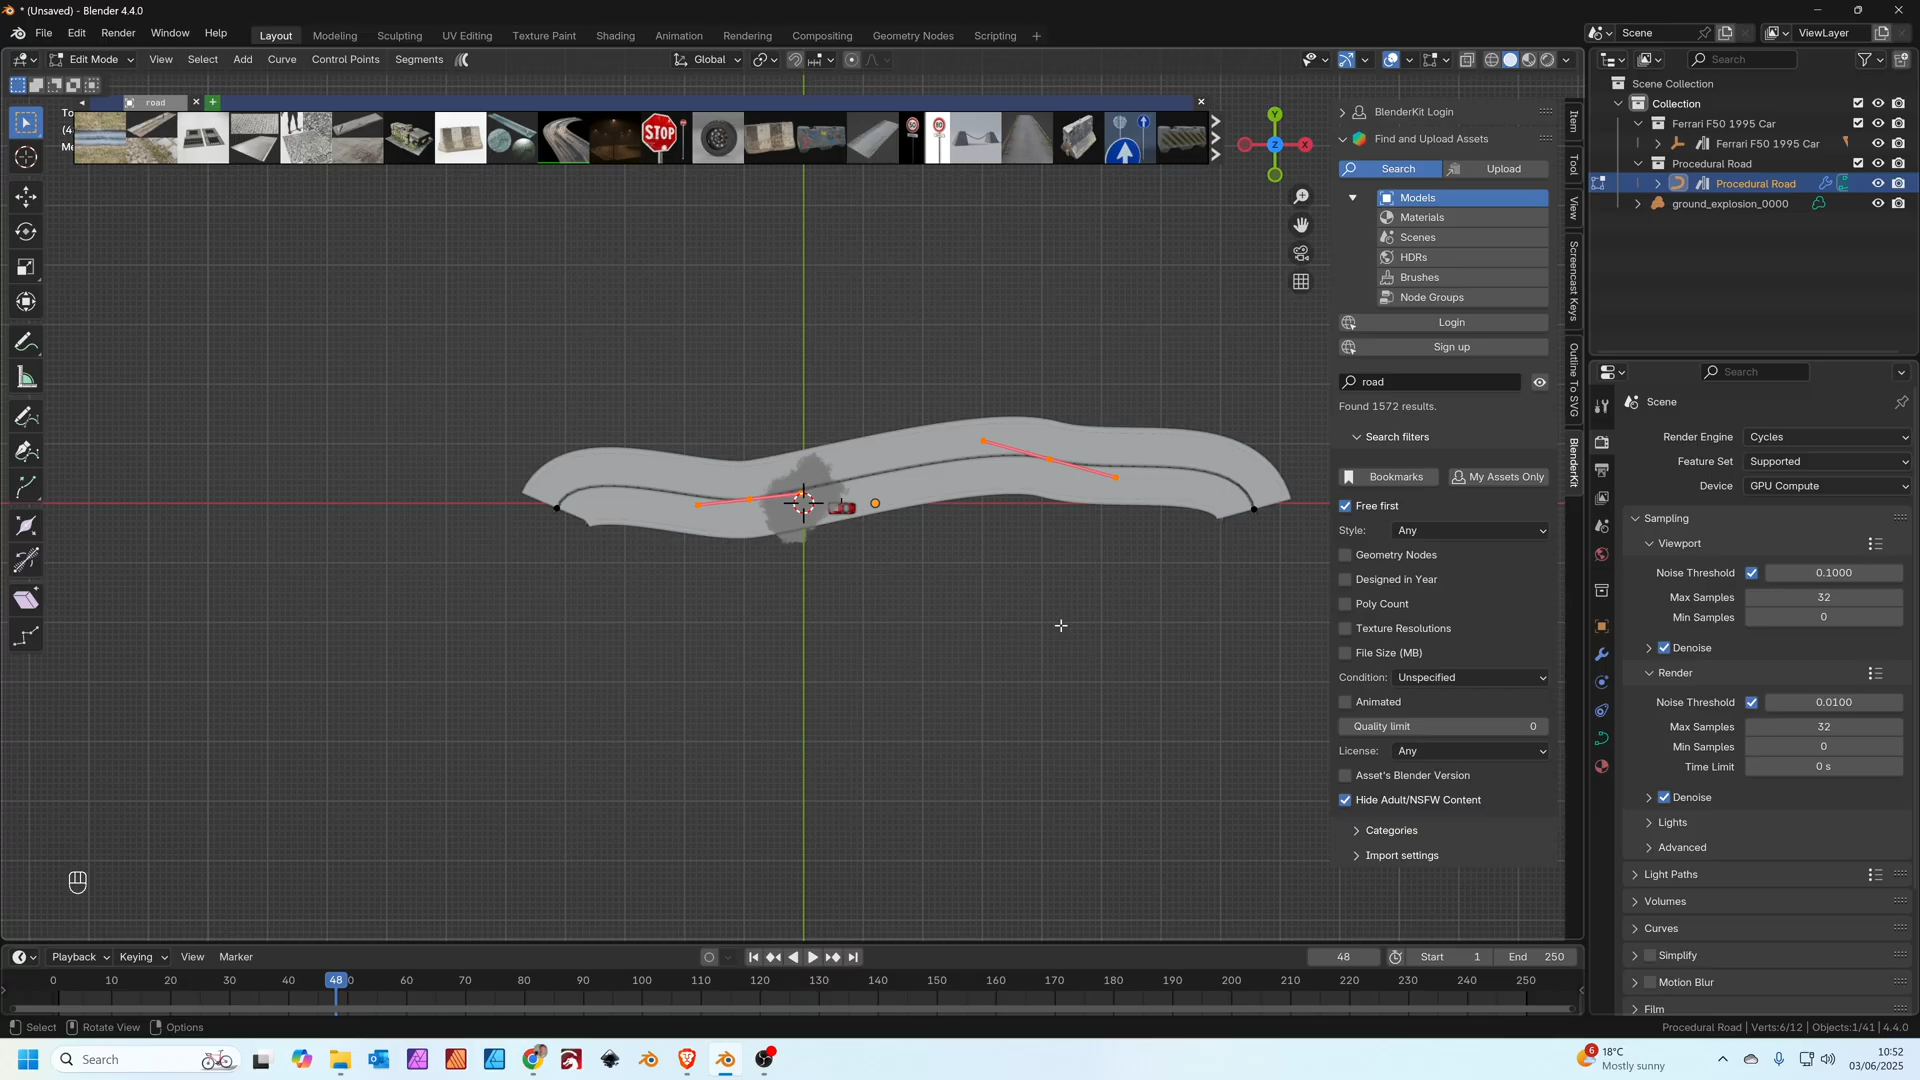 * (Unsaved) - Blender 4.4.0
File Edit Render Window Help
Layout Modeling Sculpting UV Editing Texture Paint Shading Animation Rendering Compositing Geometry Nodes Scripting
Scene
ViewLayer
Edit Mode View Select Add Curve Control Points Segments
Global
Search
road
STOP
Item
Tool
View
Screencast Keys
Outline To SVG
BlenderKit
BlenderKit Login
Find and Upload Assets
Search Upload
Models
Materials
Scenes
HDRs
Brushes
Node Groups
Login
Sign up
road
Found 1572 results.
Search filters
Bookmarks My Assets Only
Free first
Style: Any
Geometry Nodes
Designed in Year
Poly Count
Texture Resolutions
File Size (MB)
Condition: Unspecified
Animated
Quality limit 0
License: Any
Asset's Blender Version
Hide Adult/NSFW Content
Categories
Import settings
Scene Collection
Collection
Ferrari F50 1995 Car
Ferrari F50 1995 Car
Procedural Road
Procedural Road
ground_explosion_0000
Search
Scene
Render Engine Cycles
Feature Set Supported
Device GPU Compute
Sampling
Viewport
Noise Threshold 0.1000
Max Samples 32
Min Samples 0
Denoise
Render
Noise Threshold 0.0100
Max Samples 32
Min Samples 0
Time Limit 0 s
Denoise
Lights
Advanced
Light Paths
Volumes
Curves
Simplify
Motion Blur
Film
Playback Keying View Marker
48 Start 1 End 250
0 10 20 30 40 48 60 70 80 90 100 110 120 130 140 150 160 170 180 190 200 210 220 230 240 250
Select Rotate View Options
Procedural Road | Verts:6/12 | Objects:1/41 | 4.4.0
Search
6
18°C
Mostly sunny
10:52
03/06/2025